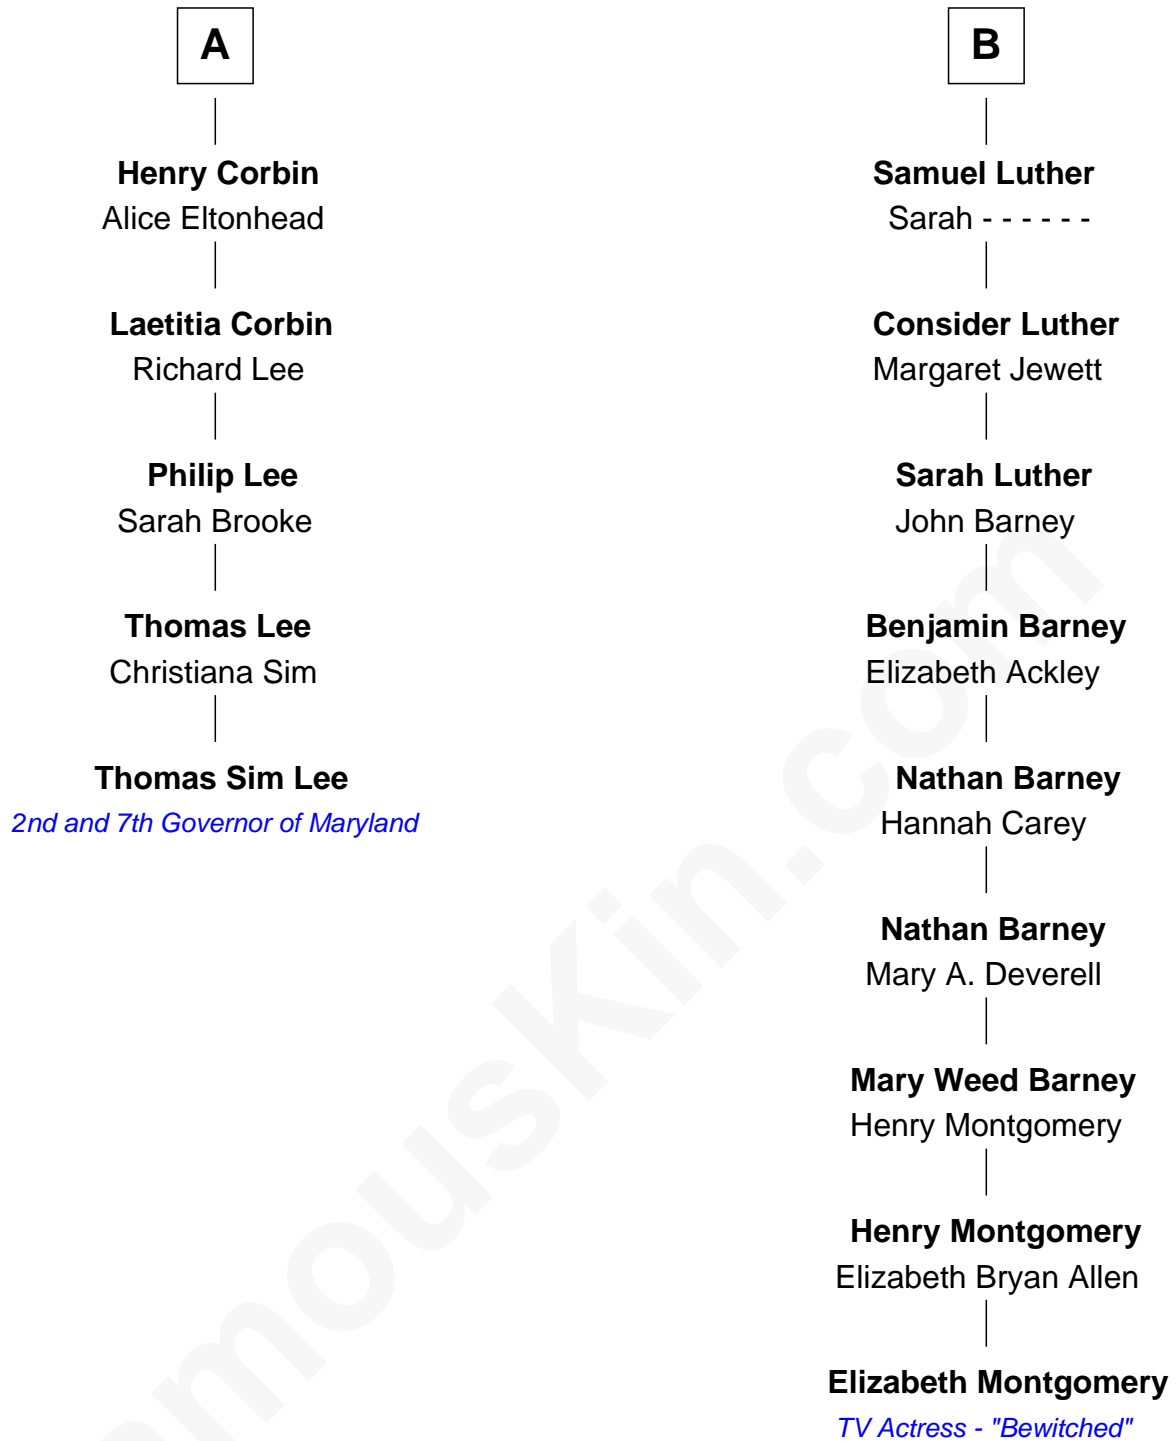 A
Henry Corbin
Alice Eltonhead
Laetitia Corbin
Richard Lee
Philip Lee
Sarah Brooke
Thomas Lee
Christiana Sim
Thomas Sim Lee
2nd and 7th Governor of Maryland
B
Samuel Luther
Sarah - - - - - -
Consider Luther
Margaret Jewett
Sarah Luther
John Barney
Benjamin Barney
Elizabeth Ackley
Nathan Barney
Hannah Carey
Nathan Barney
Mary A. Deverell
Mary Weed Barney
Henry Montgomery
Henry Montgomery
Elizabeth Bryan Allen
Elizabeth Montgomery
TV Actress - "Bewitched"
amouskin.com